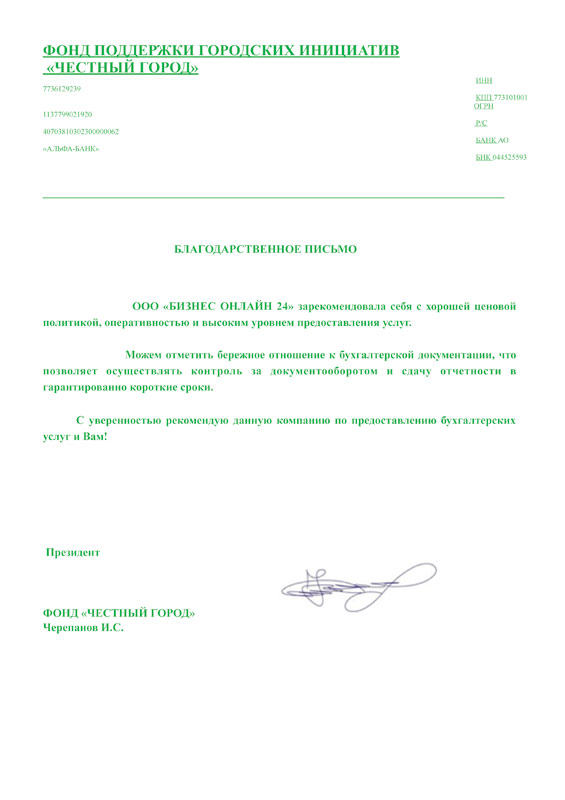 ФОНД ПОДДЕРЖКИ ГОРОДСКИХ ИНИЦИАТИВ
«ЧЕСТНЫЙ ГОРОД»
ИНН
7736129239
КПП 773101001
ОГРН
1137799021920
Р/С
40703810302300000062
БАНК АО
«АЛЬФА-БАНК»
БИК 044525593
БЛАГОДАРСТВЕННОЕ ПИСЬМО
ООО «БИЗНЕС ОНЛАЙН 24» зарекомендовала себя с хорошей ценовой
политикой, оперативностью и высоким уровнем предоставления услуг.
Можем отметить бережное отношение к бухгалтерской документации, что
позволяет осуществлять контроль за документооборотом и сдачу отчетности в
гарантированно короткие сроки.
С уверенностью рекомендую данную компанию по предоставлению бухгалтерских
услуг и Вам!
Президент
ФОНД «ЧЕСТНЫЙ ГОРОД»
Черепанов И.С.